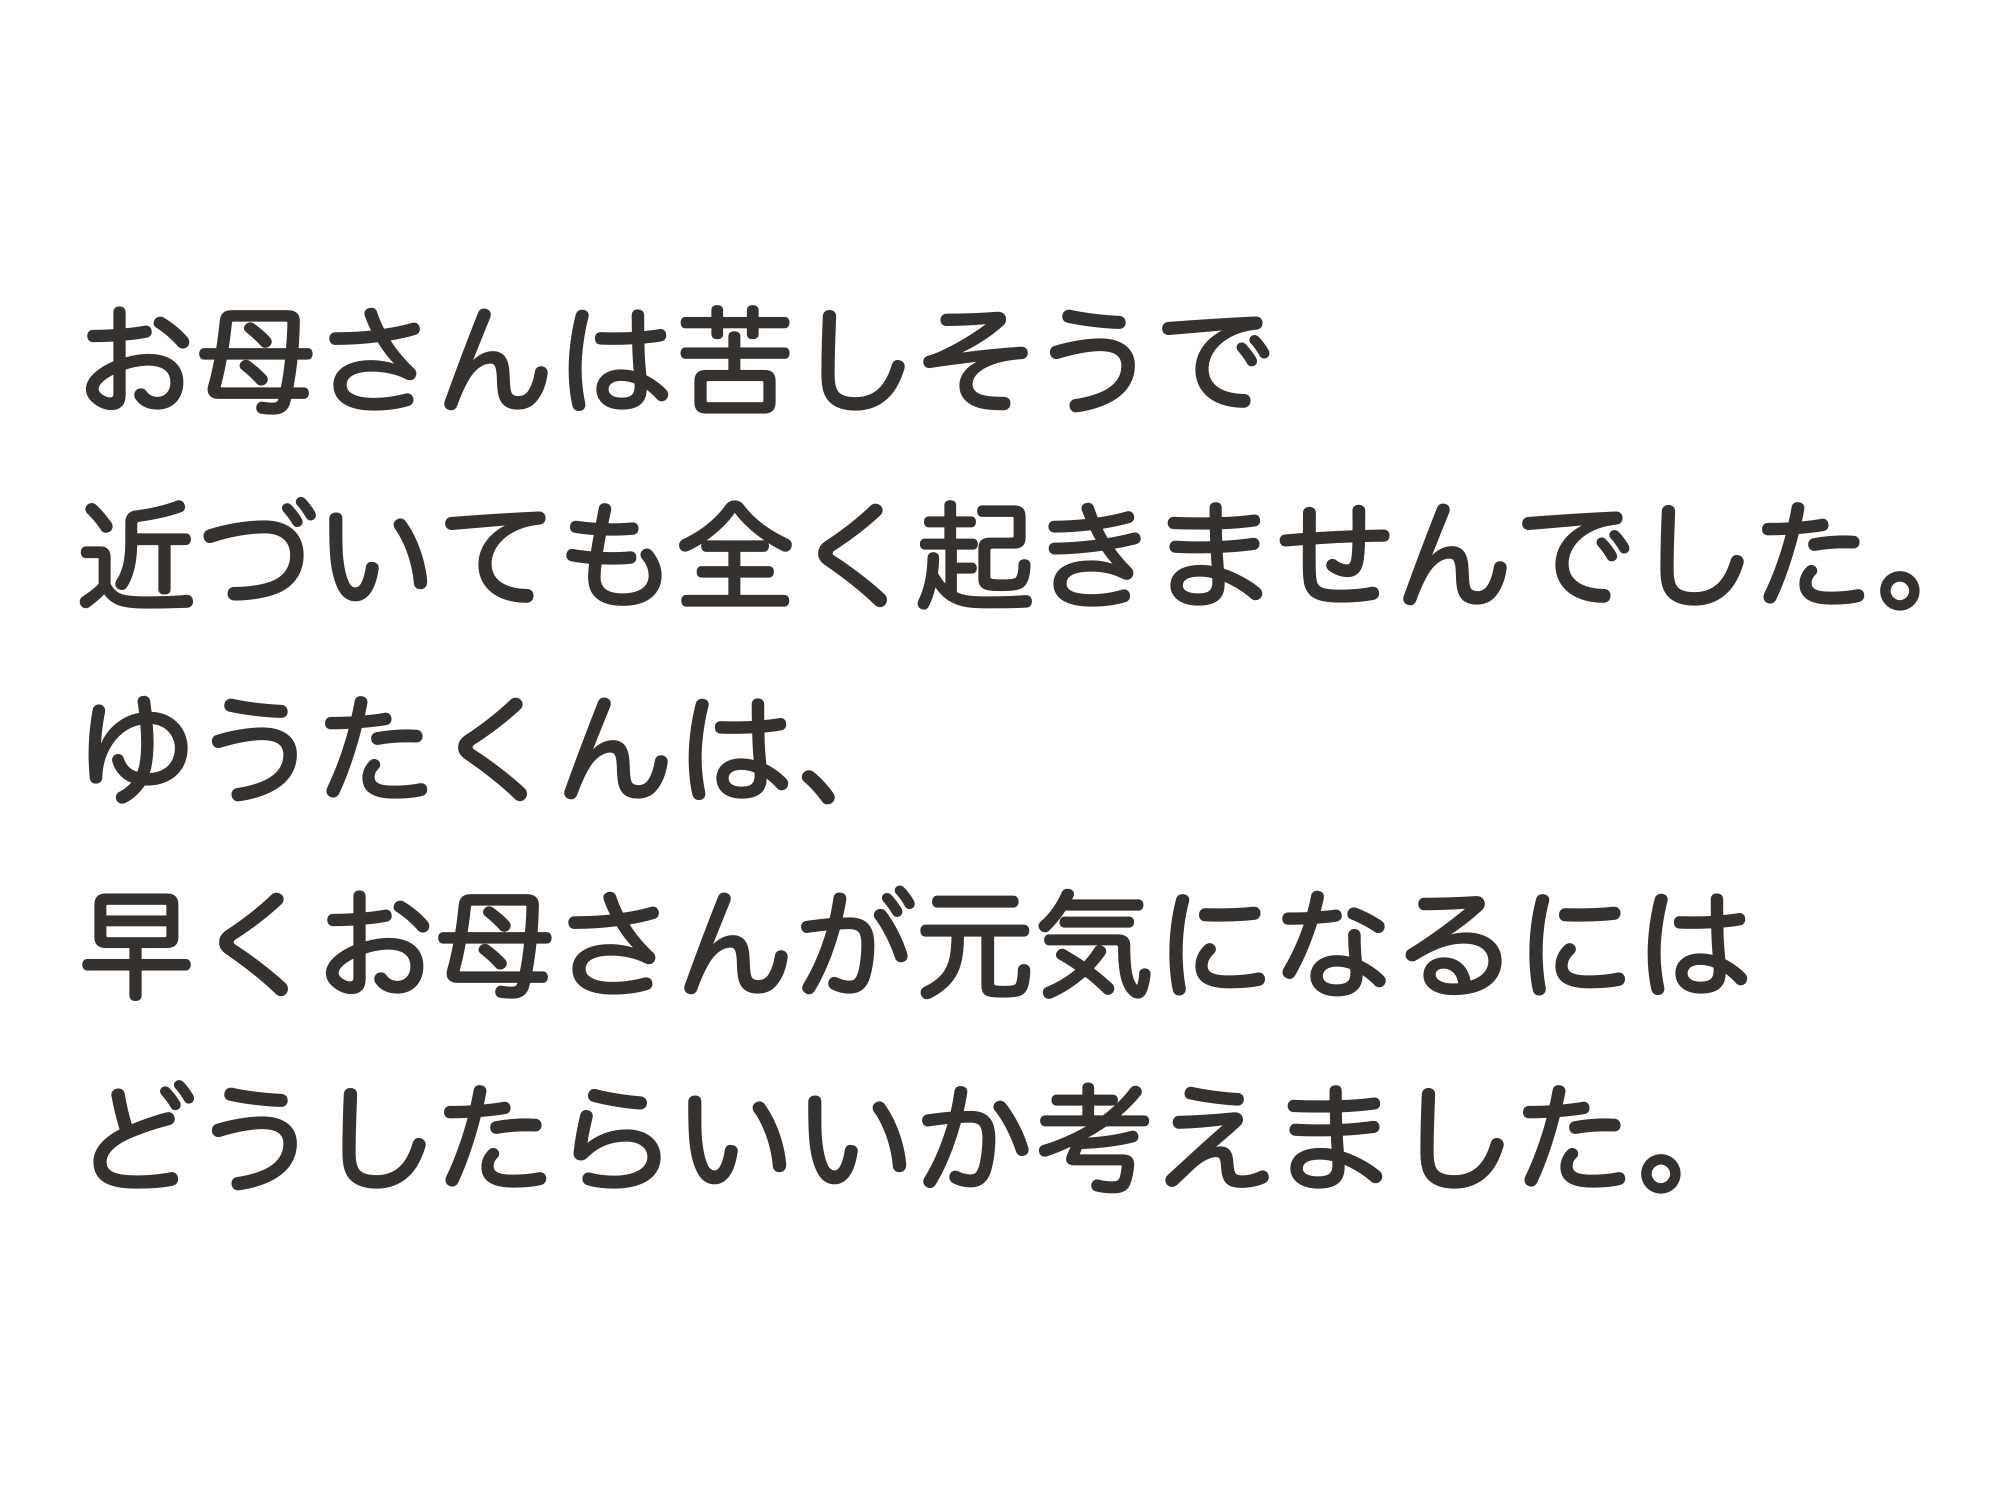 お母さんは苦しそうで
近づいても全く起きませんでした。
ゆうたくんは、
早くお母さんが元気になるには
どうしたらいいか考えました。